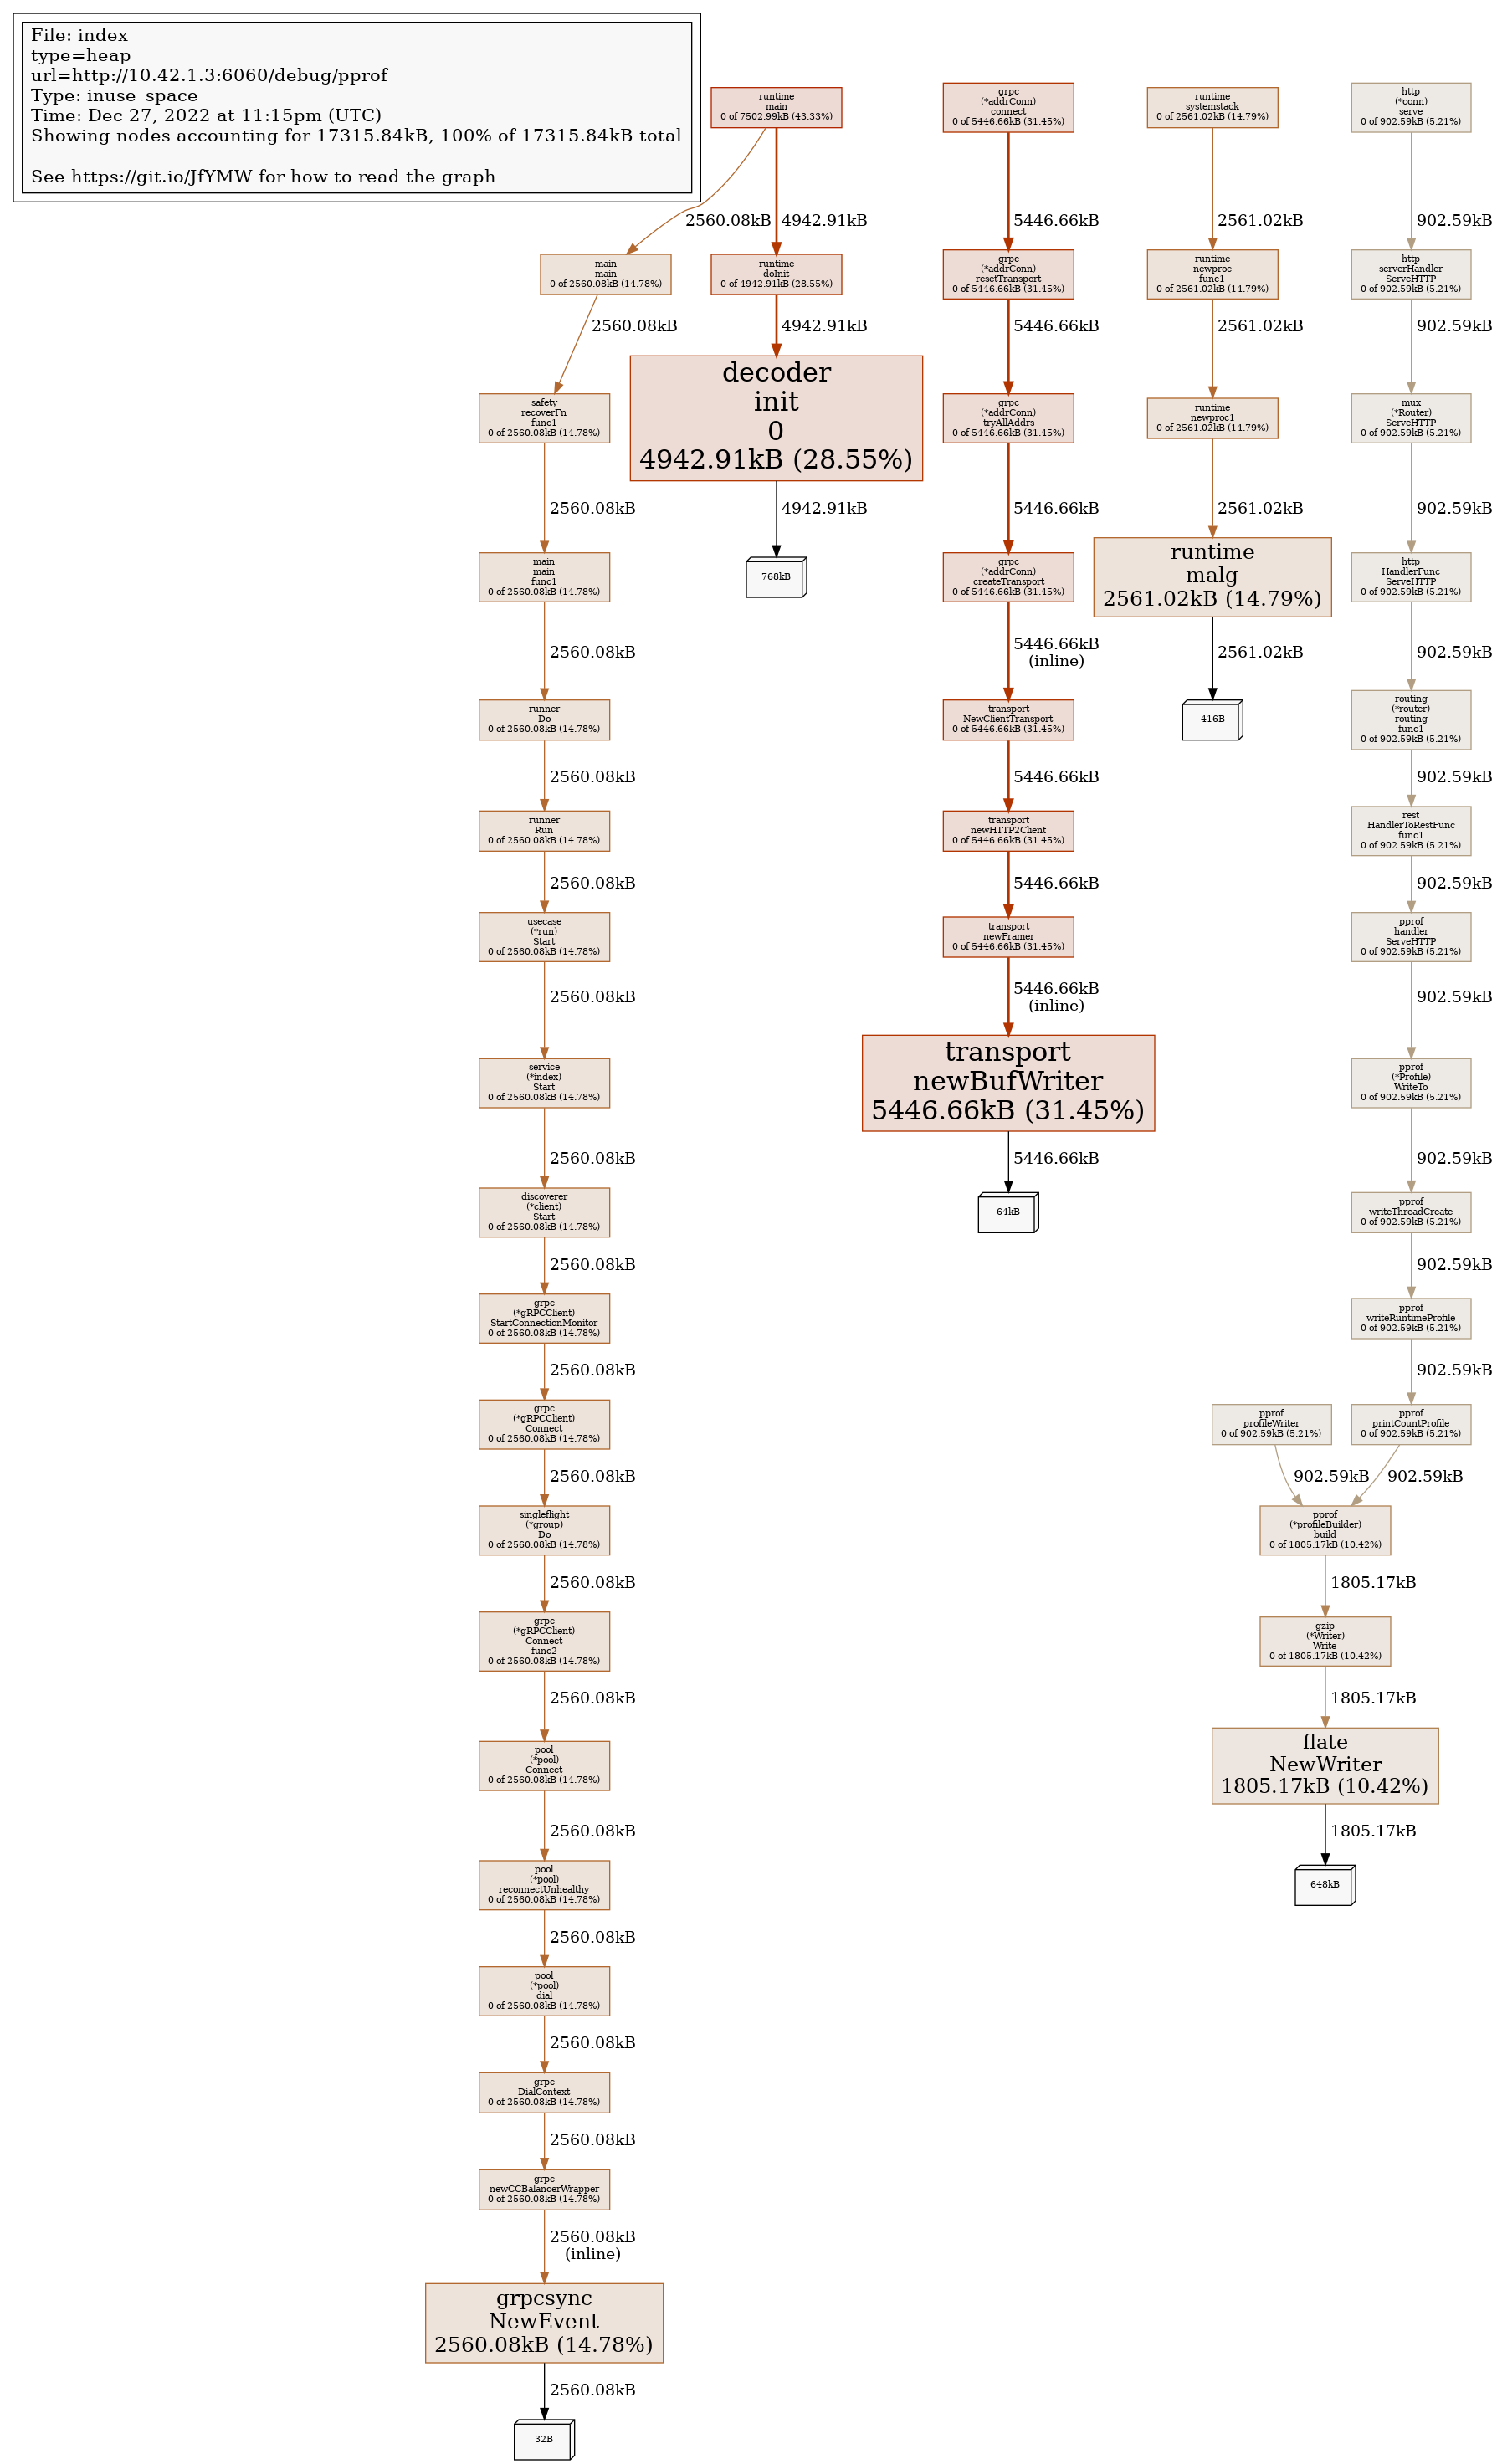 File: index
type=heap
url=http://10.42.1.3:6060/debug/pprof
Type: inuse_space
Time: Dec 27, 2022 at 11:15pm (UTC)
Showing nodes accounting for 17315.84kB, 100% of 17315.84kB total
See https://git.io/JfYMW for how to read the graph
runtime
main
0 of 7502.99kB (43.33%)
2560.08kB
4942.91kB
main
main
0 of 2560.08kB (14.78%)
2560.08kB
safety
recoverFn
func1
0 of 2560.08kB (14.78%)
2560.08kB
main
main
func1
0 of 2560.08kB (14.78%)
2560.08kB
runner
Do
0 of 2560.08kB (14.78%)
2560.08kB
runner
Run
0 of 2560.08kB (14.78%)
2560.08kB
usecase
(*run)
Start
0 of 2560.08kB (14.78%)
2560.08kB
service
(*index)
Start
0 of 2560.08kB (14.78%)
2560.08kB
discoverer
(*client)
Start
0 of 2560.08kB (14.78%)
2560.08kB
grpc
(*gRPCClient)
StartConnectionMonitor
0 of 2560.08kB (14.78%)
2560.08kB
grpc
(*gRPCClient)
Connect
0 of 2560.08kB (14.78%)
2560.08kB
singleflight
(*group)
Do
0 of 2560.08kB (14.78%)
2560.08kB
grpc
(*gRPCClient)
Connect
func2
0 of 2560.08kB (14.78%)
2560.08kB
pool
(*pool)
Connect
0 of 2560.08kB (14.78%)
2560.08kB
pool
(*pool)
reconnectUnhealthy
0 of 2560.08kB (14.78%)
2560.08kB
pool
(*pool)
dial
0 of 2560.08kB (14.78%)
2560.08kB
grpc
DialContext
0 of 2560.08kB (14.78%)
2560.08kB
grpc
newCCBalancerWrapper
0 of 2560.08kB (14.78%)
2560.08kB
(inline)
grpcsync
NewEvent
2560.08kB (14.78%)
2560.08kB
32B
runtime
doInit
0 of 4942.91kB (28.55%)
4942.91kB
decoder
init
0
4942.91kB (28.55%)
4942.91kB
768kB
grpc
(*addrConn)
connect
0 of 5446.66kB (31.45%)
5446.66kB
grpc
(*addrConn)
resetTransport
0 of 5446.66kB (31.45%)
5446.66kB
grpc
(*addrConn)
tryAllAddrs
0 of 5446.66kB (31.45%)
5446.66kB
grpc
(*addrConn)
createTransport
0 of 5446.66kB (31.45%)
5446.66kB
(inline)
transport
NewClientTransport
0 of 5446.66kB (31.45%)
5446.66kB
transport
newHTTP2Client
0 of 5446.66kB (31.45%)
5446.66kB
transport
newFramer
0 of 5446.66kB (31.45%)
5446.66kB
(inline)
transport
newBufWriter
5446.66kB (31.45%)
5446.66kB
64kB
runtime
systemstack
0 of 2561.02kB (14.79%)
2561.02kB
runtime
newproc
func1
0 of 2561.02kB (14.79%)
2561.02kB
runtime
newproc1
0 of 2561.02kB (14.79%)
2561.02kB
runtime
malg
2561.02kB (14.79%)
2561.02kB
416B
http
(*conn)
serve
0 of 902.59kB (5.21%)
902.59kB
http
serverHandler
ServeHTTP
0 of 902.59kB (5.21%)
902.59kB
mux
(*Router)
ServeHTTP
0 of 902.59kB (5.21%)
902.59kB
http
HandlerFunc
ServeHTTP
0 of 902.59kB (5.21%)
902.59kB
routing
(*router)
routing
func1
0 of 902.59kB (5.21%)
902.59kB
rest
HandlerToRestFunc
func1
0 of 902.59kB (5.21%)
902.59kB
pprof
handler
ServeHTTP
0 of 902.59kB (5.21%)
902.59kB
pprof
(*Profile)
WriteTo
0 of 902.59kB (5.21%)
902.59kB
pprof
writeThreadCreate
0 of 902.59kB (5.21%)
902.59kB
pprof
writeRuntimeProfile
0 of 902.59kB (5.21%)
902.59kB
pprof
profileWriter
0 of 902.59kB (5.21%)
pprof
printCountProfile
0 of 902.59kB (5.21%)
902.59kB
902.59kB
pprof
(*profileBuilder)
build
0 of 1805.17kB (10.42%)
1805.17kB
gzip
(*Writer)
Write
0 of 1805.17kB (10.42%)
1805.17kB
flate
NewWriter
1805.17kB (10.42%)
1805.17kB
648kB